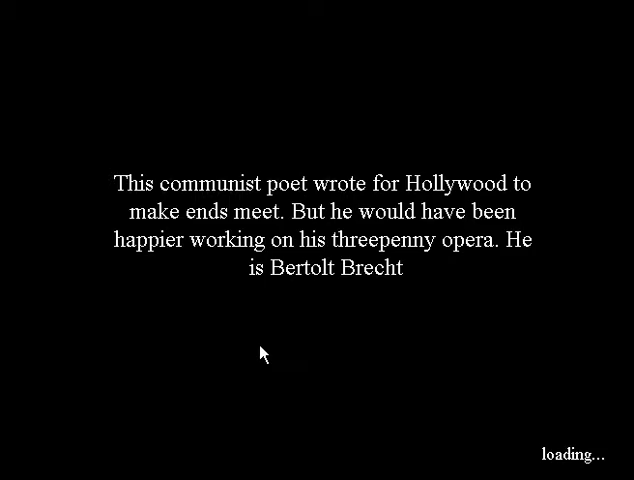 This communist poet wrote for Hollywood to
make ends meet. But he would have been
happier working on his threepenny opera. He
is Bertolt Brecht
loading...